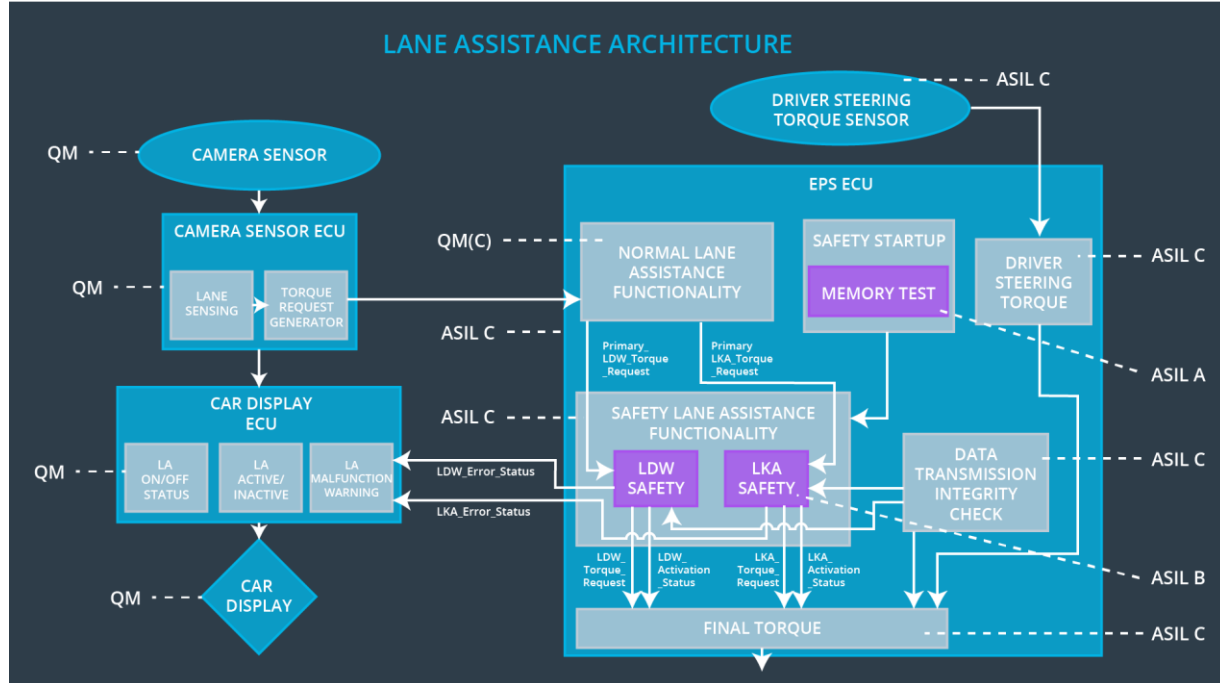 LANE ASSISTANCE ARCHITECTURE
ASIL C
DRIVER STEERING
TORQUE SENSOR
QM
CAMERA SENSOR
EPS ECU
CAMERA SENSOR ECU
QM
LANE
SENSING
TORQUE
REQUEST
GENERATOR
QM(C)
NORMAL LANE
ASSISTANCE
FUNCTIONALITY
SAFETY STARTUP
MEMORY TEST
DRIVER
STEERING
TORQUE
ASIL C
ASIL C
Primary_
LDW_Torque
_Request
Primary
LKA_Torque
_Request
ASIL A
CAR DISPLAY
ECU
QM
LA
ON/OFF
STATUS
LA
ACTIVE/
INACTIVE
LA
MALFUNCTION
WARNING
LDW_Error_Status
LKA_Error_Status
ASIL C
SAFETY LANE ASSISTANCE
FUNCTIONALITY
LDW
SAFETY
LKA
SAFETY
DATA
TRANSMISSION
INTEGRITY
CHECK
ASIL C
LDW_
Torque_
Request
LDW_
Activation
_Status
LKA_
Torque_
Request
LKA_
Activation
_Status
ASIL B
QM
CAR
DISPLAY
FINAL TORQUE
ASIL C